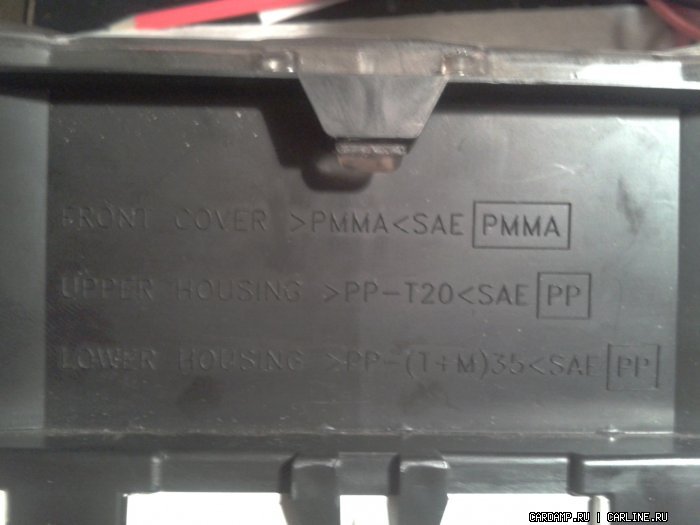 FRONT COVER >PMMA<SAE PMMA
UPPER HOUSING >PP-T20<SAE PP
LOWER HOUSING >PP-(T+M)35<SAE PP
CARDAMP.RU | CARLINE.RU